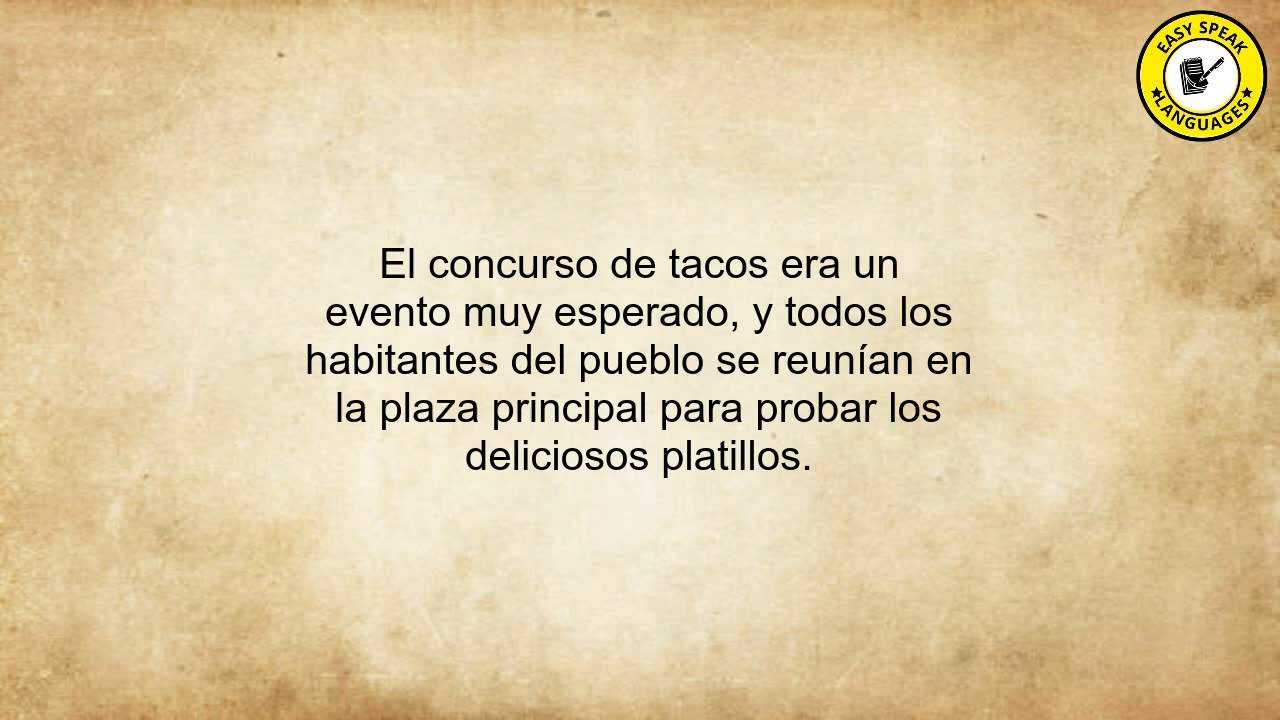 EASY SPEAK
LANGUAGES
El concurso de tacos era un
evento muy esperado, y todos los
habitantes del pueblo se reunían en
la plaza principal para probar los
deliciosos platillos.